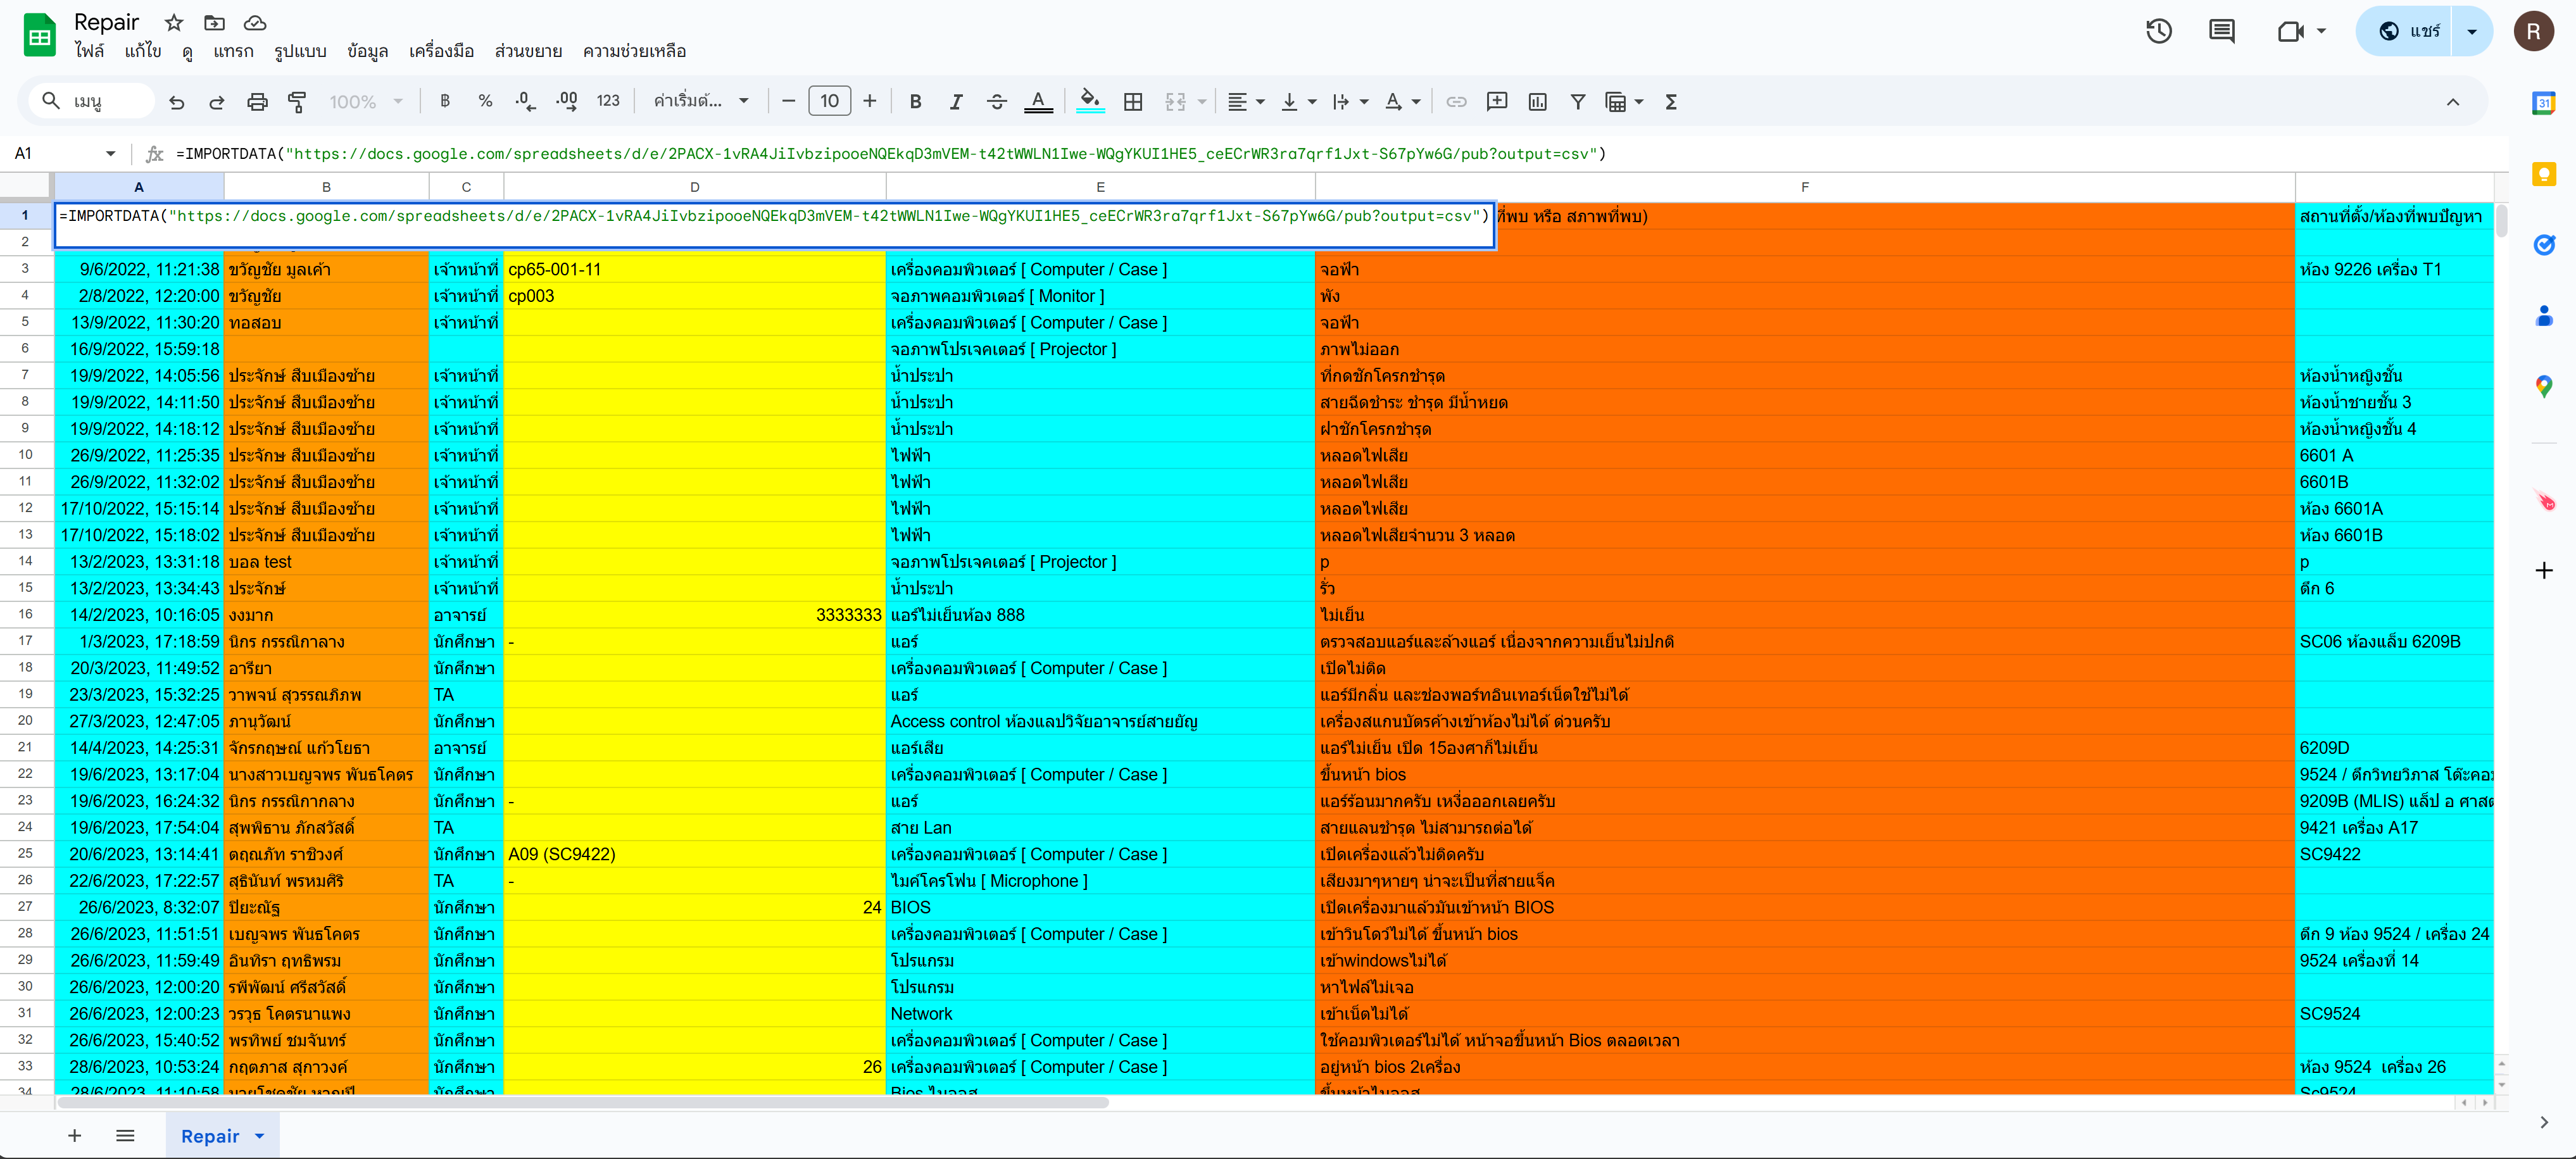 Repair
ไฟล์ แก้ไข ดู แทรก รูปแบบ ข้อมูล เครื่องมือ ส่วนขยาย ความช่วยเหลือ
แชร์
R
เมนู 100% ฿ % .0 .00 123 ค่าเริ่มต้... 10 B I A
31
A1 fx =IMPORTDATA("https://docs.google.com/spreadsheets/d/e/2PACX-1vRA4JiIvbzipooeNQEkqD3mVEM-t42tWWLN1Iwe-WQgYKUI1HE5_ceECrWR3ra7qrf1Jxt-S67pYw6G/pub?output=csv")
A B C D E F
1 =IMPORTDATA("https://docs.google.com/spreadsheets/d/e/2PACX-1vRA4JiIvbzipooeNQEkqD3mVEM-t42tWWLN1Iwe-WQgYKUI1HE5_ceECrWR3ra7qrf1Jxt-S67pYw6G/pub?output=csv") ที่พบ หรือ สภาพที่พบ) สถานที่ตั้ง/ห้องที่พบปัญหา
2
3 9/6/2022, 11:21:38 ขวัญชัย มูลเค้า เจ้าหน้าที่ cp65-001-11 เครื่องคอมพิวเตอร์ [ Computer / Case ] จอฟ้า ห้อง 9226 เครื่อง T1
4 2/8/2022, 12:20:00 ขวัญชัย เจ้าหน้าที่ cp003 จอภาพคอมพิวเตอร์ [ Monitor ] พัง
5 13/9/2022, 11:30:20 ทอสอบ เจ้าหน้าที่ เครื่องคอมพิวเตอร์ [ Computer / Case ] จอฟ้า
6 16/9/2022, 15:59:18 จอภาพโปรเจคเตอร์ [ Projector ] ภาพไม่ออก
7 19/9/2022, 14:05:56 ประจักษ์ สืบเมืองซ้าย เจ้าหน้าที่ น้ำประปา ที่กดชักโครกชำรุด ห้องน้ำหญิงชั้น
8 19/9/2022, 14:11:50 ประจักษ์ สืบเมืองซ้าย เจ้าหน้าที่ น้ำประปา สายฉีดชำระ ชำรุด มีน้ำหยด ห้องน้ำชายชั้น 3
9 19/9/2022, 14:18:12 ประจักษ์ สืบเมืองซ้าย เจ้าหน้าที่ น้ำประปา ฝาชักโครกชำรุด ห้องน้ำหญิงชั้น 4
10 26/9/2022, 11:25:35 ประจักษ สืบเมืองซ้าย เจ้าหน้าที่ ไฟฟ้า หลอดไฟเสีย 6601 A
11 26/9/2022, 11:32:02 ประจักษ์ สืบเมืองซ้าย เจ้าหน้าที่ ไฟฟ้า หลอดไฟเสีย 6601B
12 17/10/2022, 15:15:14 ประจักษ์ สืบเมืองซ้าย เจ้าหน้าที่ ไฟฟ้า หลอดไฟเสีย ห้อง 6601A
13 17/10/2022, 15:18:02 ประจักษ์ สืบเมืองซ้าย เจ้าหน้าที่ ไฟฟ้า หลอดไฟเสียจำนวน 3 หลอด ห้อง 6601B
14 13/2/2023, 13:31:18 บอล test เจ้าหน้าที่ จอภาพโปรเจคเตอร์ [ Projector ] p p
15 13/2/2023, 13:34:43 ประจักษ์ เจ้าหน้าที่ น้ำประปา รั่ว ตึก 6
16 14/2/2023, 10:16:05 งงมาก อาจารย์ 3333333 แอร์ไม่เย็นห้อง 888 ไม่เย็น
17 1/3/2023, 17:18:59 นิกร กรรณิกาลาง นักศึกษา - แอร์ ตรวจสอบแอร์และล้างแอร์ เนื่องจากความเย็นไม่ปกติ SC06 ห้องแล็บ 6209B
18 20/3/2023, 11:49:52 อารียา นักศึกษา เครื่องคอมพิวเตอร์ [ Computer / Case ] เปิดไม่ติด
19 23/3/2023, 15:32:25 วาพจน์ สุวรรณภิภพ TA แอร์ แอร์มีกลิ่น และช่องพอร์ทอินเทอร์เน็ตใช้ไม่ได้
20 27/3/2023, 12:47:05 ภานุวัฒน์ นักศึกษา Access control ห้องแลปวิจัยอาจารย์สายยัญ เครื่องสแกนบัตรค้างเข้าห้องไม่ได้ ด่วนครับ
21 14/4/2023, 14:25:31 จักรกฤษณ์ แก้วโยธา อาจารย์ แอร์เสีย แอร์ไม่เย็น เปิด 15องศาก็ไม่เย็น 6209D
22 19/6/2023, 13:17:04 นางสาวเบญจพร พันธโคตร นักศึกษา เครื่องคอมพิวเตอร์ [ Computer / Case ] ขึ้นหน้า bios 9524 / ตึกวิทยวิภาส โต๊ะคอม
23 19/6/2023, 16:24:32 นิกร กรรณิกากลาง นักศึกษา - แอร์ แอร์ร้อนมากครับ เหงื่อออกเลยครับ 9209B (MLIS) แล็ป อ ศาสต
24 19/6/2023, 17:54:04 สุพพิธาน ภักสวัสดิ์ TA สาย Lan สายแลนชำรุด ไม่สามารถต่อได้ 9421 เครื่อง A17
25 20/6/2023, 13:14:41 ตฤณภัท ราชิวงศ์ นักศึกษา A09 (SC9422) เครื่องคอมพิวเตอร์ [ Computer / Case ] เปิดเครื่องแล้วไม่ติดครับ SC9422
26 22/6/2023, 17:22:57 สุธินันท์ พรหมศิริ TA - ไมค์โครโฟน [ Microphone ] เสียงมาๆหายๆ น่าจะเป็นที่สายแจ็ค
27 26/6/2023, 8:32:07 ปิยะณัฐ นักศึกษา 24 BIOS เปิดเครื่องมาแล้วมันเข้าหน้า BIOS
28 26/6/2023, 11:51:51 เบญจพร พันธโคตร นักศึกษา เครื่องคอมพิวเตอร์ [ Computer / Case ] เข้าวินโดว์ไม่ได้ ขึ้นหน้า bios ตึก 9 ห้อง 9524 / เครื่อง 24
29 26/6/2023, 11:59:49 อินทิรา ฤทธิพรม นักศึกษา โปรแกรม เข้าwindowsไม่ได้ 9524 เครื่องที่ 14
30 26/6/2023, 12:00:20 รพีพัฒน์ ศรีสวัสดิ์ นักศึกษา โปรแกรม หาไฟล์ไม่เจอ
31 26/6/2023, 12:00:23 วรวุธ โคตรนาแพง นักศึกษา Network เข้าเน็ตไม่ได้ SC9524
32 26/6/2023, 15:40:52 พรทิพย์ ชมจันทร์ นักศึกษา เครื่องคอมพิวเตอร์ [ Computer / Case ] ใช้คอมพิวเตอร์ไม่ได้ หน้าจอขึ้นหน้า Bios ตลอดเวลา
33 28/6/2023, 10:53:24 กฤตภาส สุภาวงค์ นักศึกษา 26 เครื่องคอมพิวเตอร์ [ Computer / Case ] อยู่หน้า bios 2เครื่อง ห้อง 9524 เครื่อง 26
34 28/6/2023, 11:10:58 นักศึกษา Sc9524
Repair